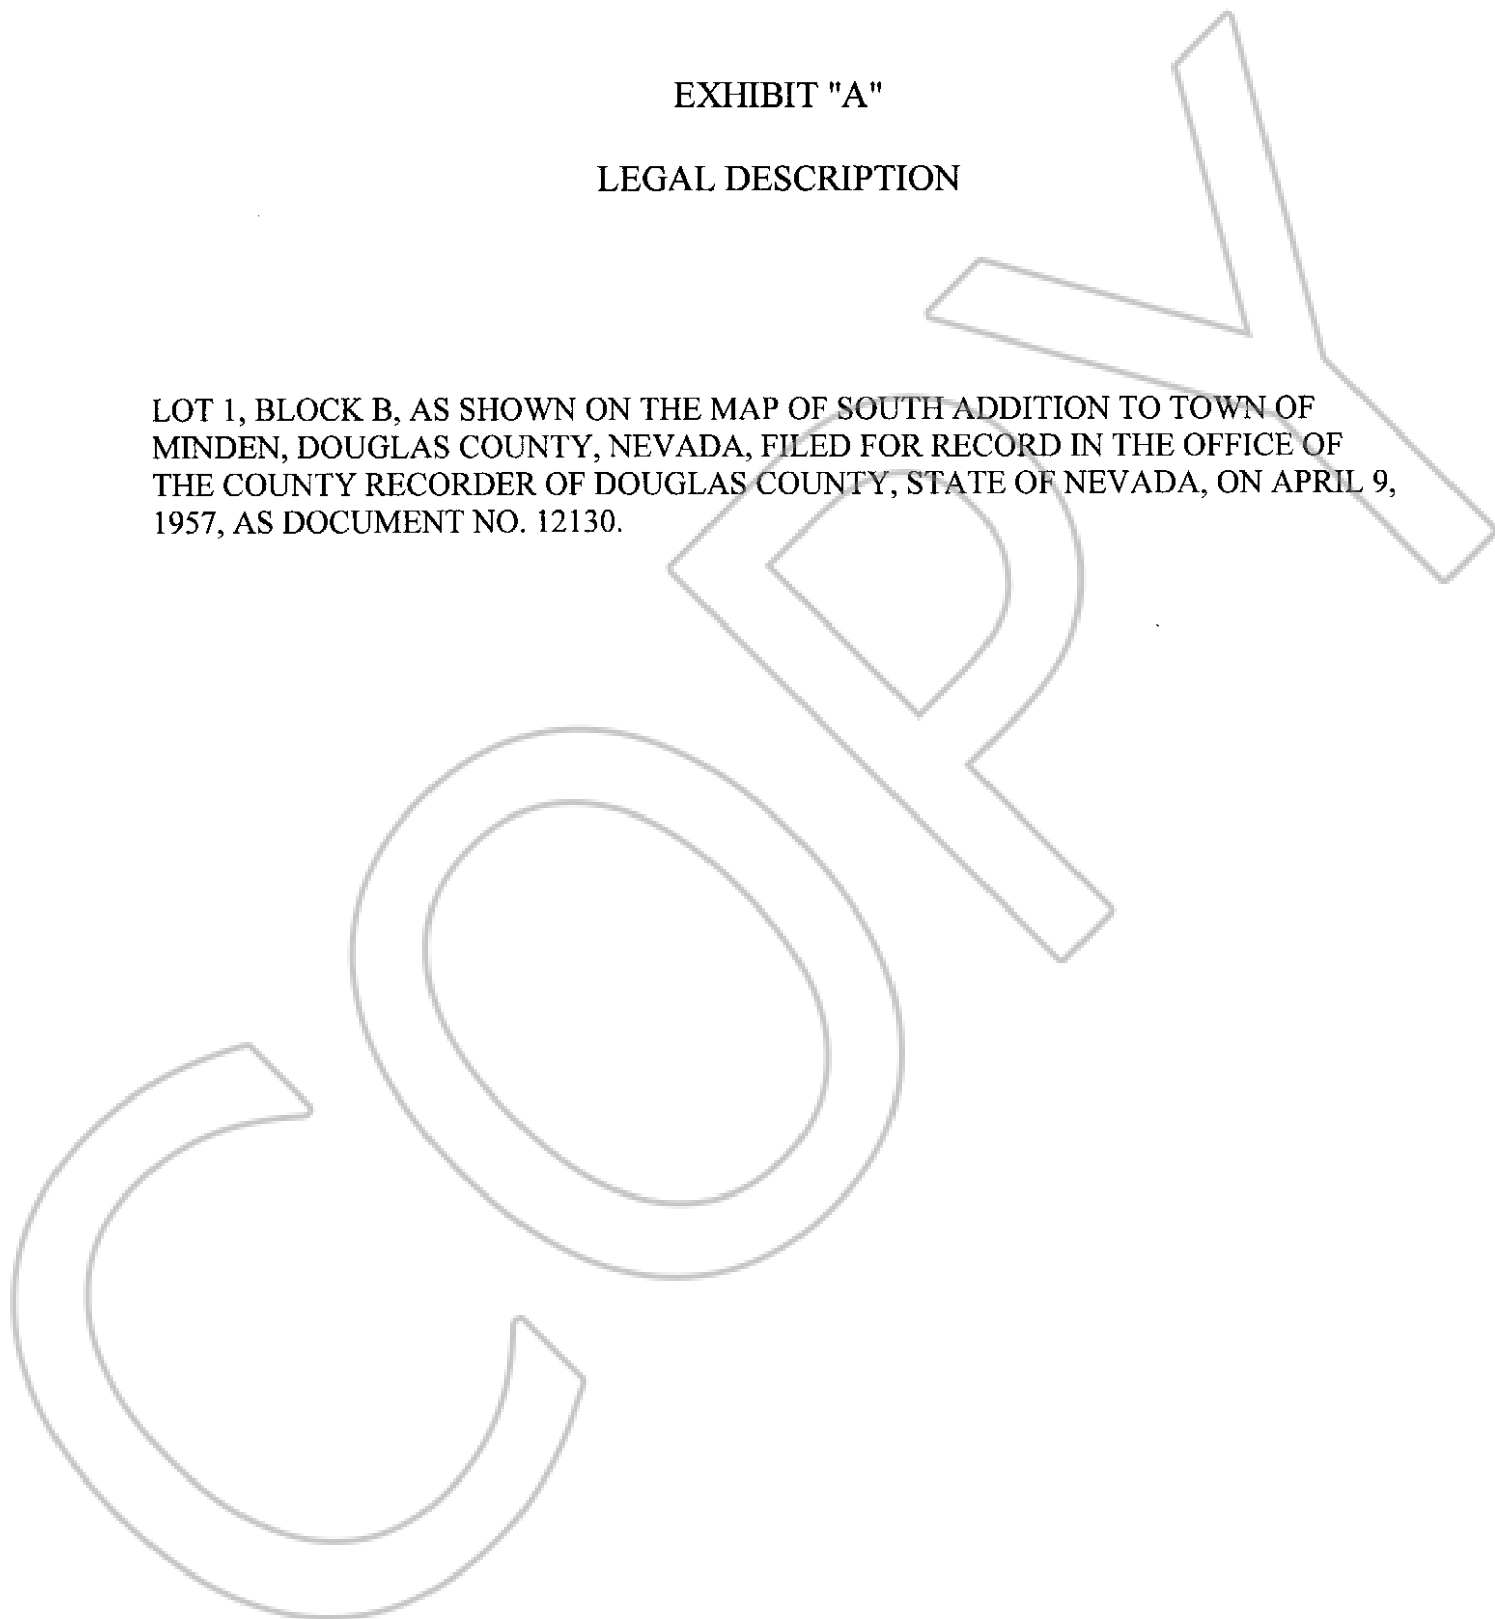 EXHIBIT "A"
LEGAL DESCRIPTION
LOT 1, BLOCK B, AS SHOWN ON THE MAP OF SOUTH ADDITION TO TOWN OF
MINDEN, DOUGLAS COUNTY, NEVADA, FILED FOR RECORD IN THE OFFICE OF
THE COUNTY RECORDER OF DOUGLAS COUNTY, STATE OF NEVADA, ON APRIL 9,
1957, AS DOCUMENT NO. 12130.
COPY